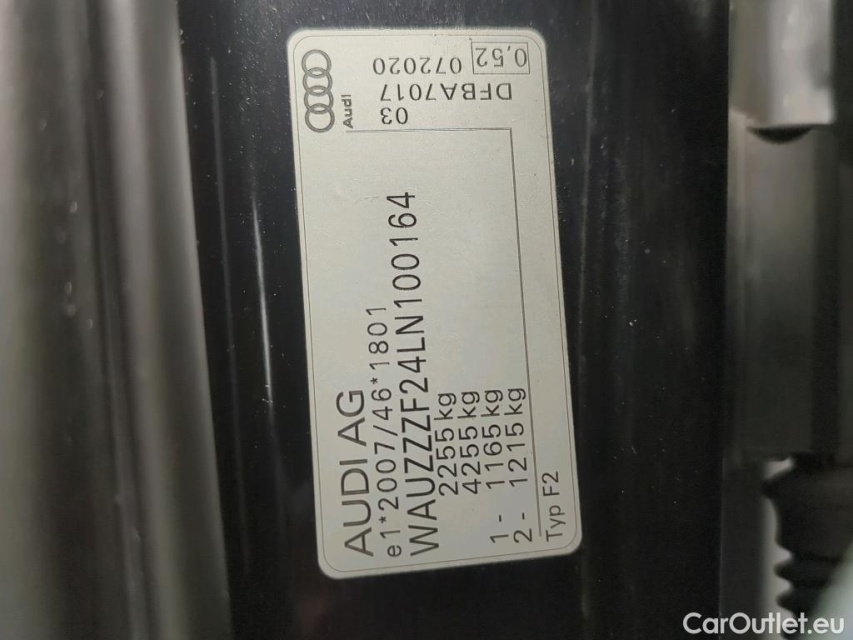 AUDI AG
e1*2007/46*1801
WAUZZZF24LN100164
2255 kg
4255 kg
1 - 1165 kg
2 - 1215 kg
Typ F2
Audi
03
DFBA7017
072020 0,52
CarOutlet.eu